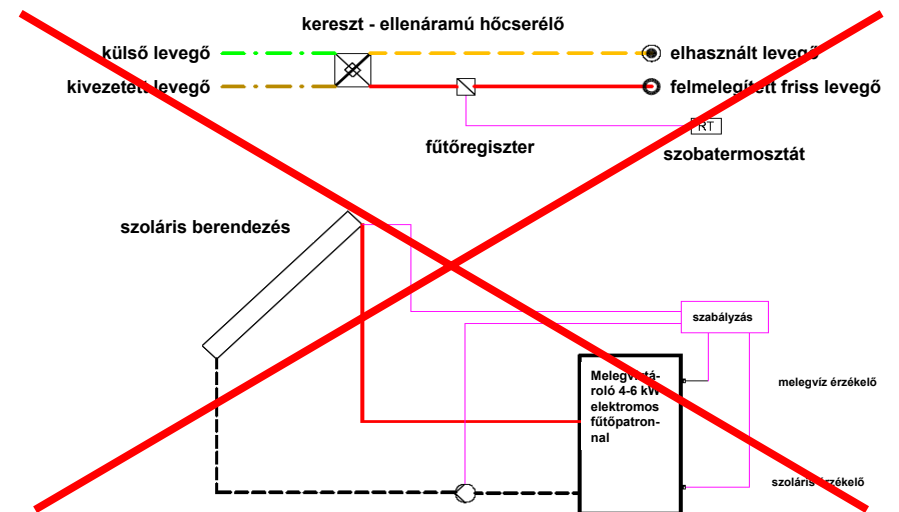 kereszt - ellenáramú hőcserélő
külső levegő
elhasznált levegő
kivezetett levegő
felmelegített friss levegő
RT
fűtőregiszter
szobatermosztát
szoláris berendezés
szabályzás
Melegvíztá-
roló 4-6 kW
elektromos
fűtőpatron-
nal
melegvíz érzékelő
szoláris érzékelő